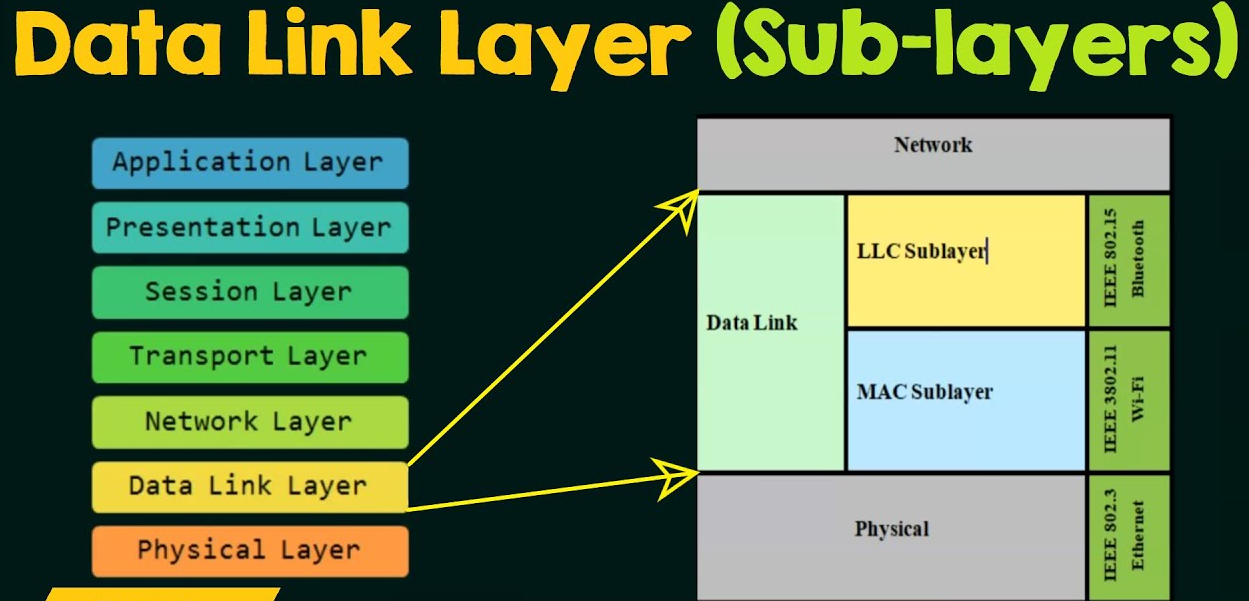 Data Link Layer (Sub-layers)
Application Layer
Presentation Layer
Session Layer
Transport Layer
Network Layer
Data Link Layer
Physical Layer
Network
Data Link
LLC Sublayer
MAC Sublayer
Physical
IEEE 802.15
Bluetooth
IEEE 3802.11
Wi-Fi
IEEE 802.3
Ethernet